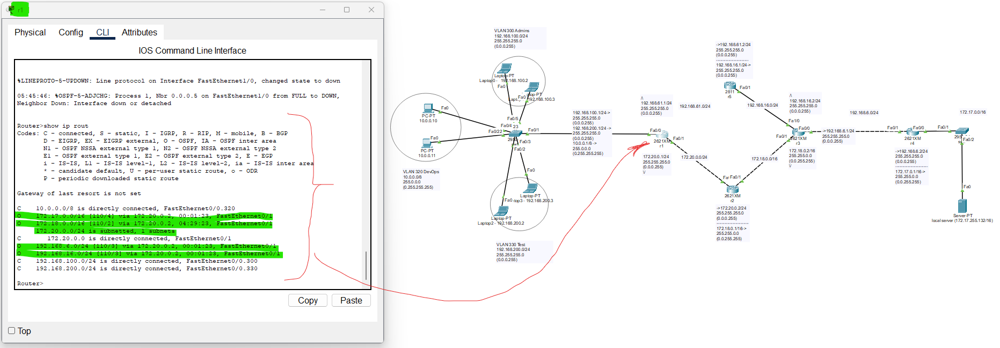 r1
Physical
Config
CLI
Attributes
IOS Command Line Interface
%LINEPROTO-5-UPDOWN: Line protocol on Interface FastEthernet1/0, changed state to down
05:45:46: %OSPF-5-ADJCHG: Process 1, Nbr 0.0.0.5 on FastEthernet1/0 from FULL to DOWN,
Neighbor Down: Interface down or detached
Router>show ip rout
Codes: C - connected, S - static, I - IGRP, R - RIP, M - mobile, B - BGP
D - EIGRP, EX - EIGRP external, O - OSPF, IA - OSPF inter area
N1 - OSPF NSSA external type 1, N2 - OSPF NSSA external type 2
E1 - OSPF external type 1, E2 - OSPF external type 2, E - EGP
i - IS-IS, L1 - IS-IS level-1, L2 - IS-IS level-2, ia - IS-IS inter area
* - candidate default, U - per-user static route, o - ODR
P - periodic downloaded static route
Gateway of last resort is not set
C 10.0.0.0/8 is directly connected, FastEthernet0/0.320
O 172.17.0.0/16 [110/4] via 172.20.0.2, 00:01:23, FastEthernet0/1
O 172.18.0.0/16 [110/2] via 172.20.0.2, 04:29:23, FastEthernet0/1
172.20.0.0/24 is subnetted, 1 subnets
C 172.20.0.0 is directly connected, FastEthernet0/1
O 192.168.6.0/24 [110/3] via 172.20.0.2, 00:01:23, FastEthernet0/1
O 192.168.16.0/24 [110/3] via 172.20.0.2, 00:01:23, FastEthernet0/1
C 192.168.100.0/24 is directly connected, FastEthernet0/0.300
C 192.168.200.0/24 is directly connected, FastEthernet0/0.330
Router>
Copy
Paste
Top
VLAN 300 Admins
192.168.100.0/24
255.255.255.0
(0.0.0.255)
Laptop-PT
Laptop0 - 192.168.100.2
Fa0
Fa0
192.168.100.3
Fa0
PC-PT
10.0.0.10
Fa0
PC-PT
10.0.0.11
VLAN 320 DevOps
10.0.0.0/8
255.0.0.0
(0.255.255.255)
Fa0/5
Fa0/4
23
Fa0/22
Fa0/1
Fa0/3
Fa0/2
Fa0
Laptop-PT
192.168.200.3
Fa0
Laptop-PT
Laptop2 - 192.168.200.2
VLAN 330 Test
192.168.200.0/24
255.255.255.0
(0.0.0.255)
192.168.100.1/24->
255.255.255.0
(0.0.0.255)
192.168.200.1/24->
255.255.255.0
(0.0.0.255)
10.0.0.1/8->
255.0.0.0
(0.255.255.255)
/\
192.168.61.1/24
255.255.255.0
(0.0.0.255)
192.168.61.0/24
Fa0/0
2621XM
r1
Fa0/1
172.20.0.1/24
255.255.255.0
(0.0.0.255)
\/
172.20.0.0/24
Fa0/1
2621XM
r2
->172.20.0.2/24
255.255.255.0
(0.0.0.255)
------------------
172.18.0.1/16->
255.255.0.0
(0.0.255.255)
172.18.0.0/16
->192.168.61.2/24
255.255.255.0
(0.0.0.255)
------------------
192.168.16.1/24->
255.255.255.0
(0.0.0.255)
2811
r5
Fa0/1
192.168.16.0/24
/\
192.168.16.2/24
255.255.255.0
(0.0.0.255)
Fa1/0
Fa0/0
Fa0/1
2621XM
r3
172.18.0.2/16
255.255.0.0
(0.0.255.255)
\/
->192.168.6.1/24
255.255.255.0
(0.0.0.255)
192.168.6.0/24
Fa0/1
Fa0/0
2621XM
r4
->192.168.6.2/24
255.255.255.0
(0.0.0.255)
------------------
172.17.0.1/16->
255.255.0.0
(0.0.255.255)
172.17.0.0/16
Fa0/1
Fa0/2
Fa0
Server-PT
local server (172.17.255.132/16)